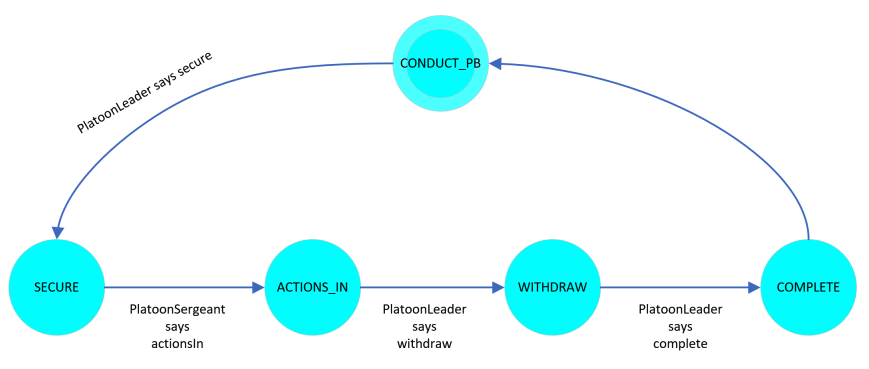 CONDUCT_PB
PlatoonLeader says secure
SECURE
ACTIONS_IN
WITHDRAW
COMPLETE
PlatoonSergeant
says
actionsIn
PlatoonLeader
says
withdraw
PlatoonLeader
says
complete